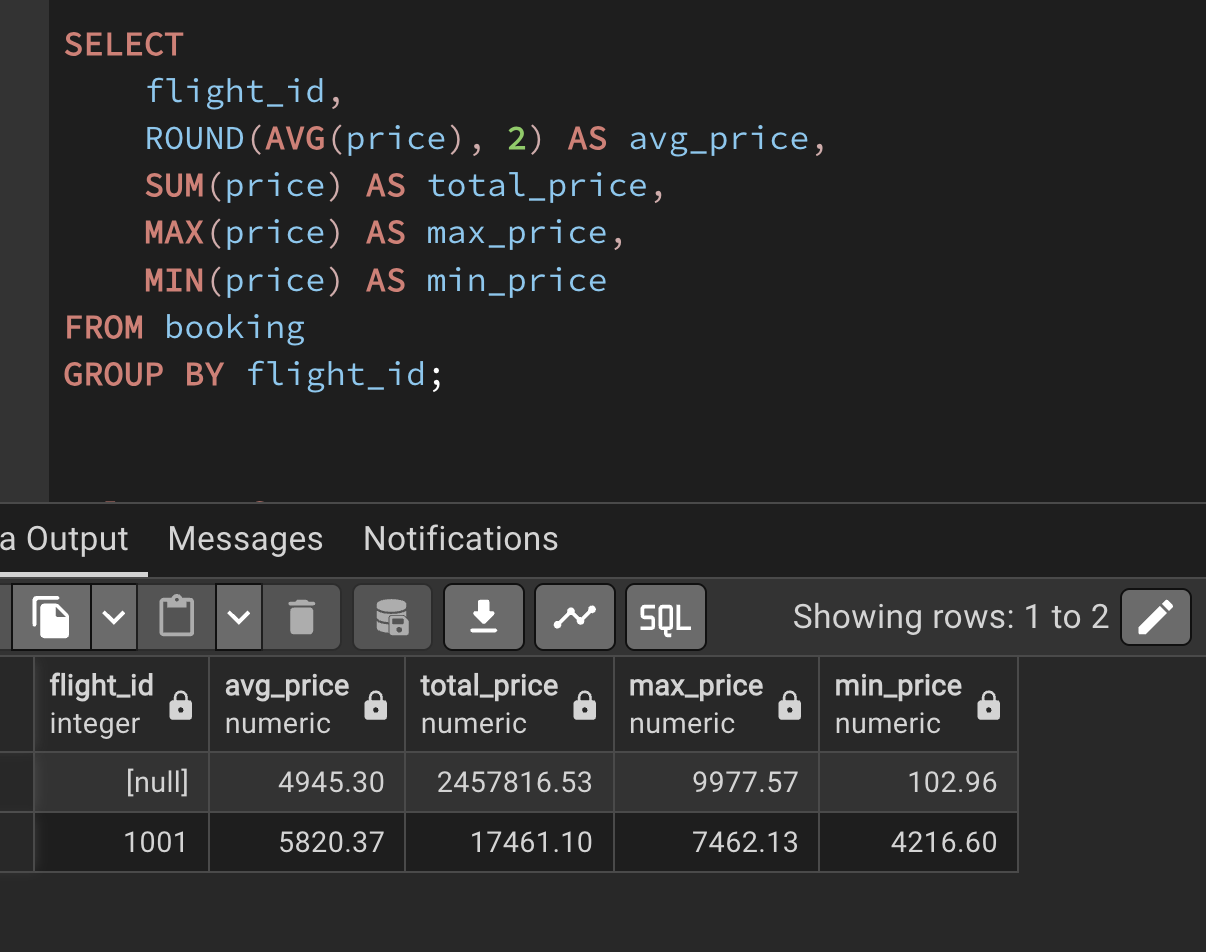 SELECT
flight_id,
ROUND(AVG(price), 2) AS avg_price,
SUM(price) AS total_price,
MAX(price) AS max_price,
MIN(price) AS min_price
FROM booking
GROUP BY flight_id;
a Output Messages Notifications
SQL Showing rows: 1 to 2
flight_id avg_price total_price max_price min_price
integer numeric numeric numeric numeric
[null] 4945.30 2457816.53 9977.57 102.96
1001 5820.37 17461.10 7462.13 4216.60